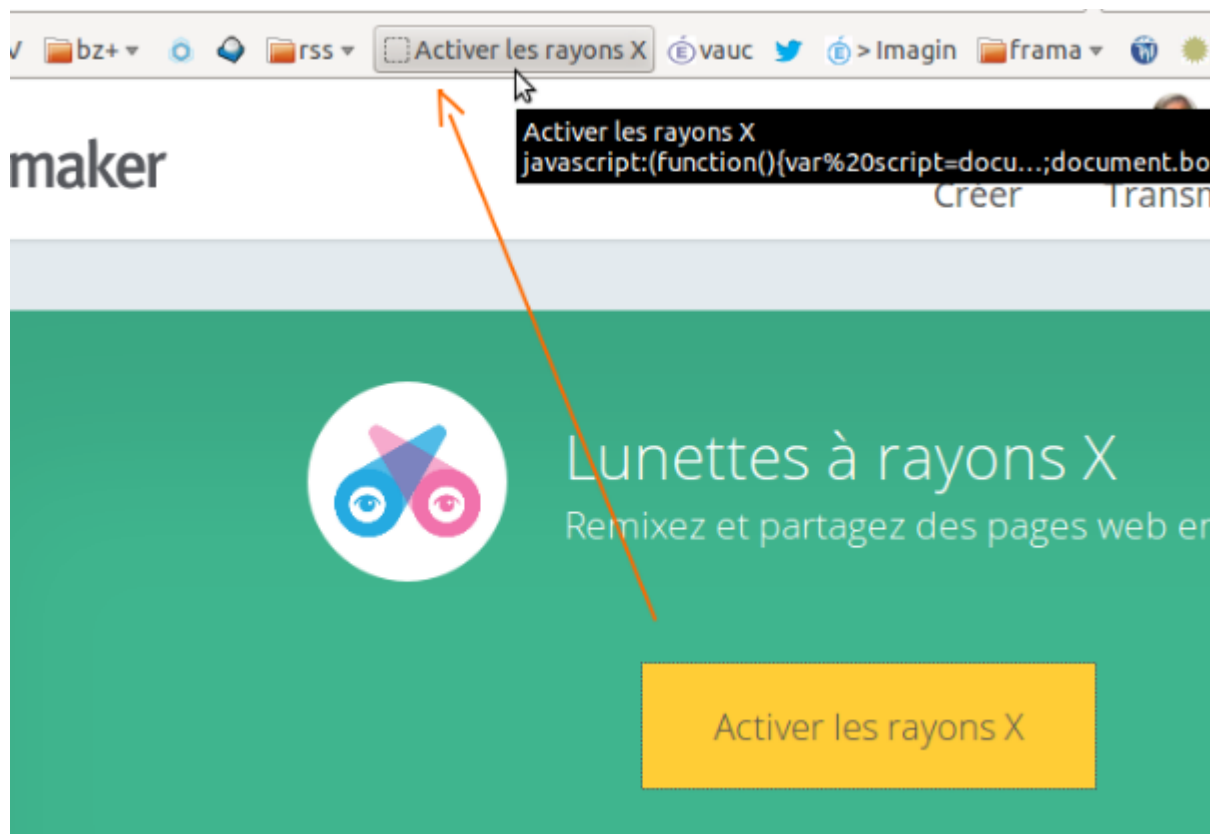 bz+ rss Activer les rayons X vauc > Imagin frama
Activer les rayons X
javascript:(function(){var%20script=docu...;document.bo
maker
Créer Transm
Lunettes à rayons X
Remixez et partagez des pages web en
Activer les rayons X